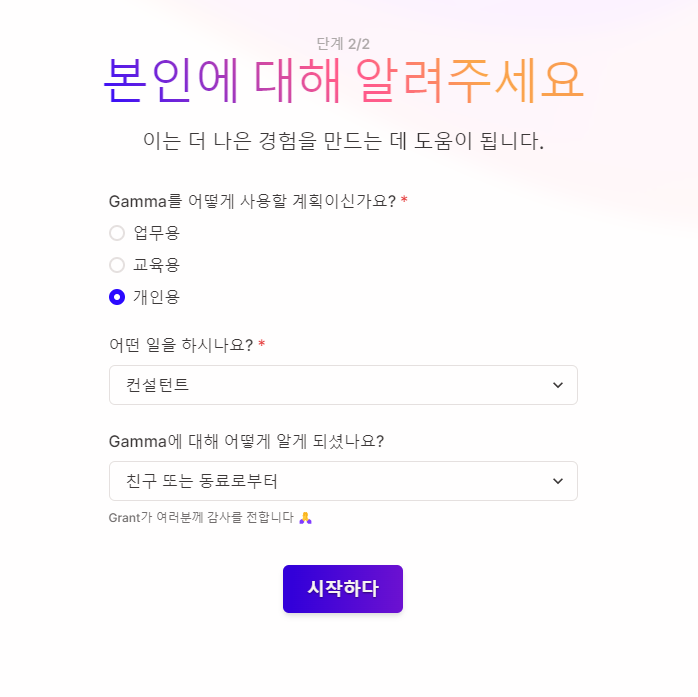 단계 2/2
본인에 대해 알려주세요
이는 더 나은 경험을 만드는 데 도움이 됩니다.
Gamma를 어떻게 사용할 계획이신가요? *
업무용
교육용
개인용
어떤 일을 하시나요? *
컨설턴트
Gamma에 대해 어떻게 알게 되셨나요?
친구 또는 동료로부터
Grant가 여러분께 감사를 전합니다 🙏
시작하다